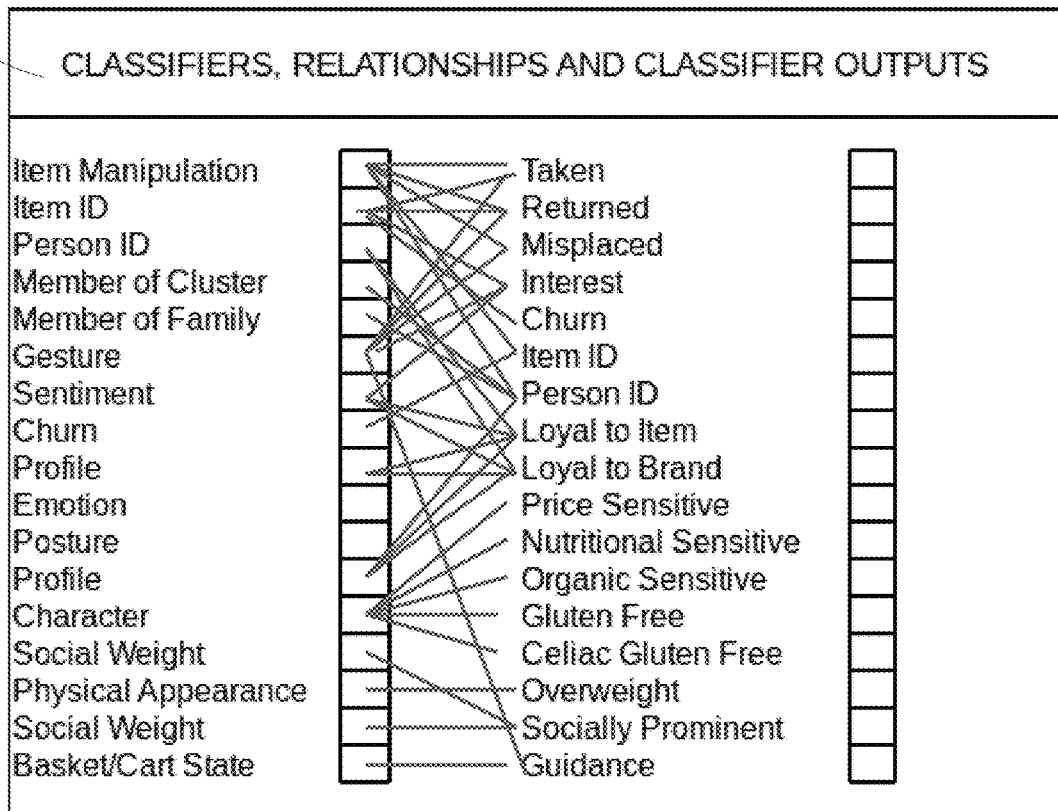 CLASSIFIERS, RELATIONSHIPS AND CLASSIFIER OUTPUTS
Item Manipulation
Item ID
Person ID
Member of Cluster
Member of Family
Gesture
Sentiment
Churn
Profile
Emotion
Posture
Profile
Character
Social Weight
Physical Appearance
Social Weight
Basket/Cart State
Taken
Returned
Misplaced
Interest
Churn
Item ID
Person ID
Loyal to Item
Loyal to Brand
Price Sensitive
Nutritional Sensitive
Organic Sensitive
Gluten Free
Celiac Gluten Free
Overweight
Socially Prominent
Guidance